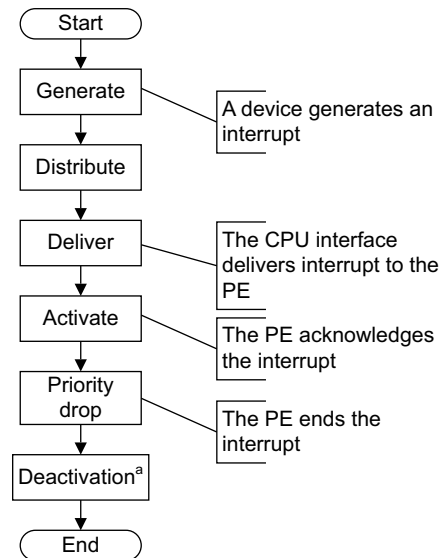 Start
Generate
A device generates an
interrupt
Distribute
Deliver
The CPU interface
delivers interrupt to the
PE
Activate
The PE acknowledges
the interrupt
Priority
drop
The PE ends the
interrupt
Deactivationᵃ
End